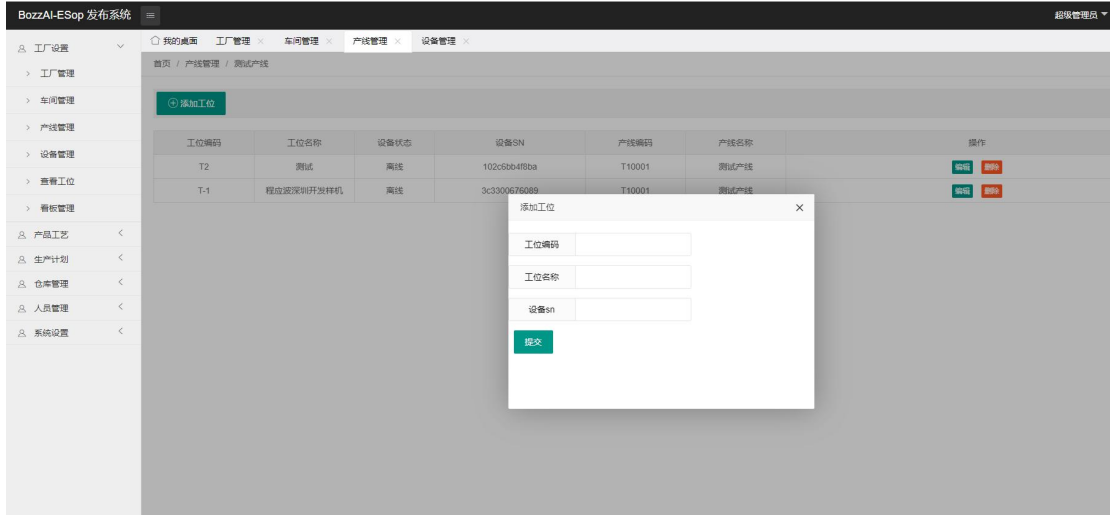 BozzAI-ESop 发布系统
超级管理员
工厂设置
工厂管理
车间管理
产线管理
设备管理
查看工位
看板管理
产品工艺
生产计划
仓库管理
人员管理
系统设置
我的桌面 工厂管理 车间管理 产线管理 设备管理
首页 / 产线管理 / 测试产线
添加工位
工位编码 工位名称 设备状态 设备SN 产线编码 产线名称 操作
T2 测试 离线 102c6bb4f8ba T10001 测试产线 编辑 删除
T-1 程应波深圳开发样机 离线 3c3300676089 T10001 测试产线 编辑 删除
添加工位
工位编码
工位名称
设备sn
提交